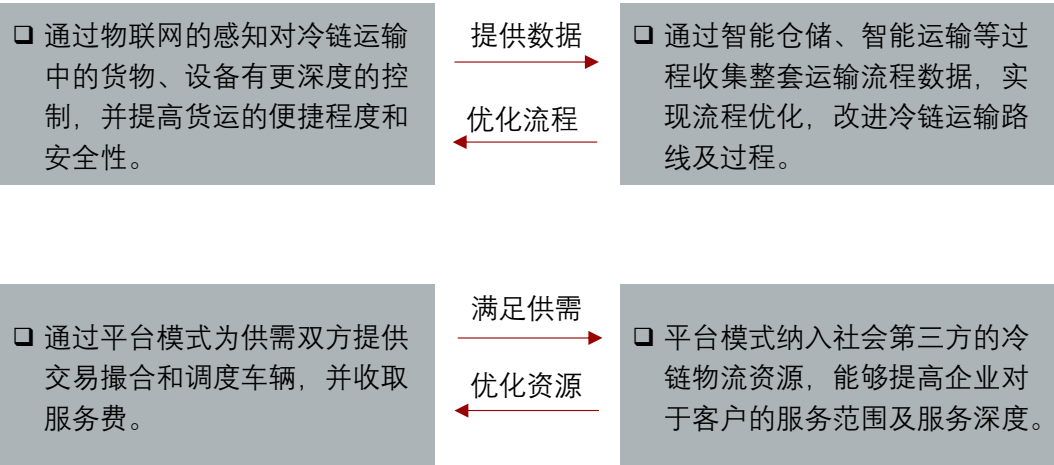 通过物联网的感知对冷链运输
中的货物、设备有更深度的控
制，并提高货运的便捷程度和
安全性。
提供数据
优化流程
通过智能仓储、智能运输等过
程收集整套运输流程数据，实
现流程优化，改进冷链运输路
线及过程。
通过平台模式为供需双方提供
交易撮合和调度车辆，并收取
服务费。
满足供需
优化资源
平台模式纳入社会第三方的冷
链物流资源，能够提高企业对
于客户的服务范围及服务深度。